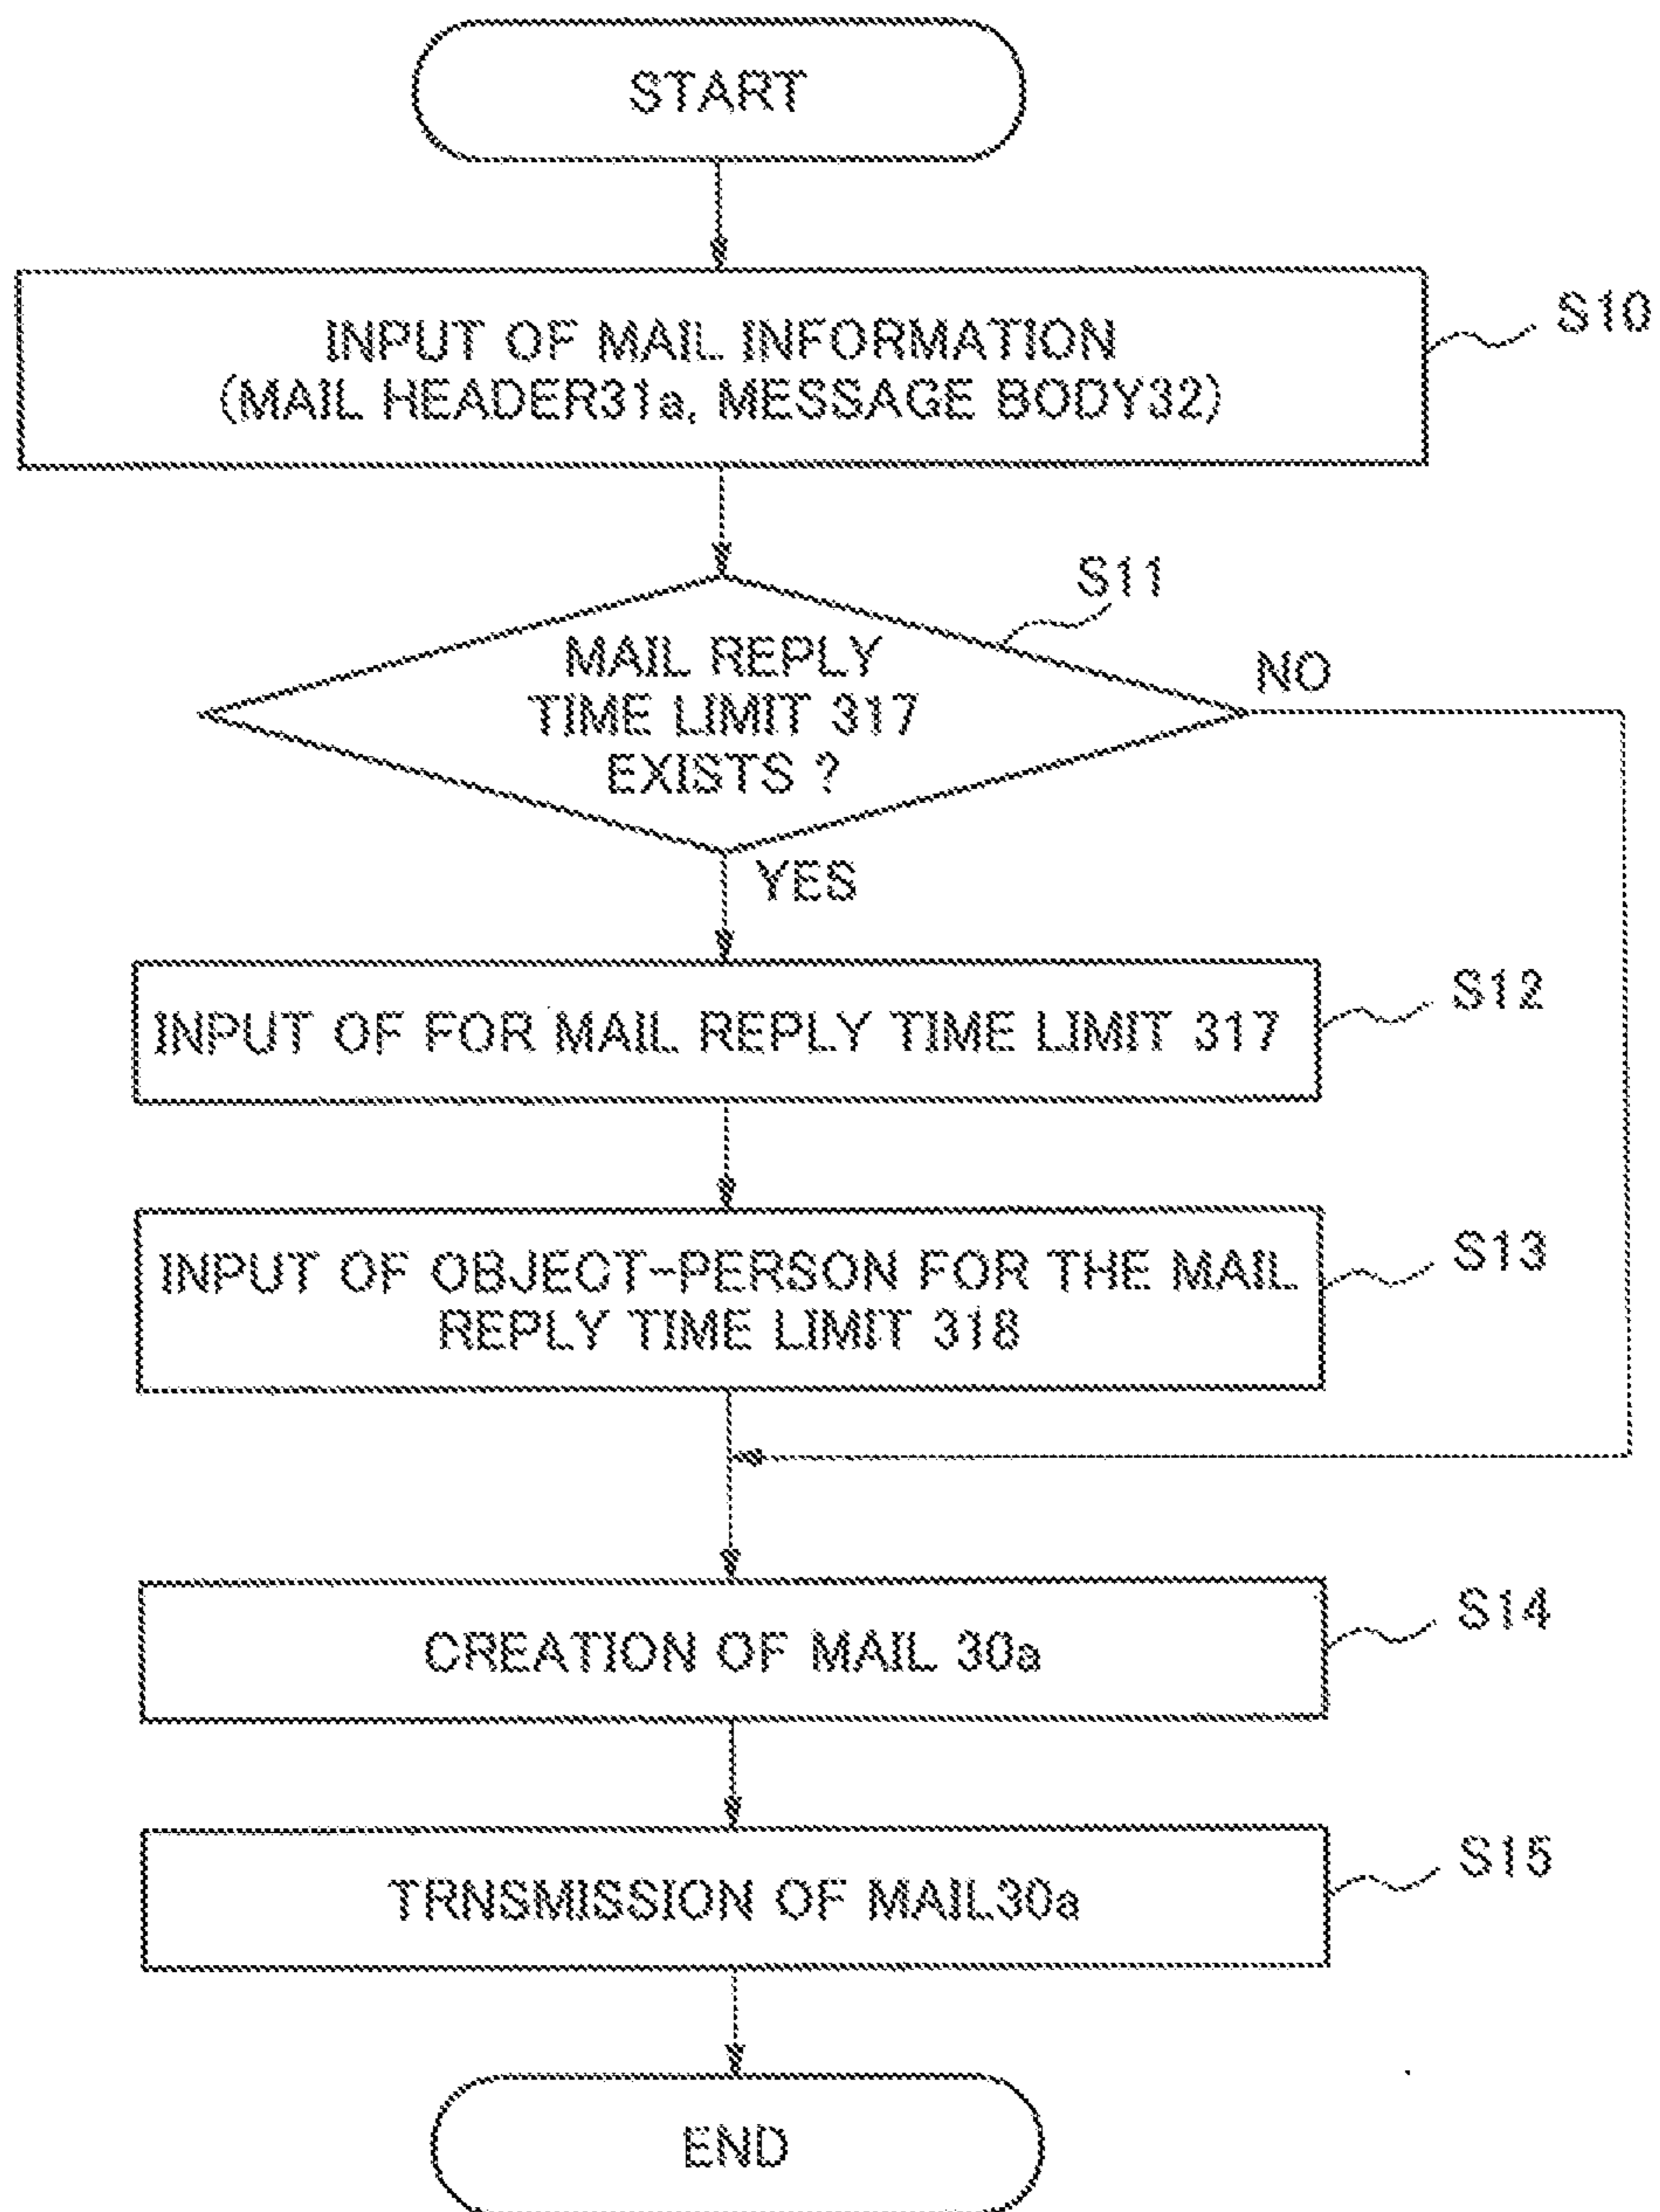 START
INPUT OF MAIL INFORMATION
(MAIL HEADER31a, MESSAGE BODY32)
S10
MAIL REPLY
TIME LIMIT 317
EXISTS ?
S11
NO
YES
INPUT OF FOR MAIL REPLY TIME LIMIT 317
S12
INPUT OF OBJECT-PERSON FOR THE MAIL
REPLY TIME LIMIT 318
S13
CREATION OF MAIL 30a
S14
TRNSMISSION OF MAIL30a
S15
END